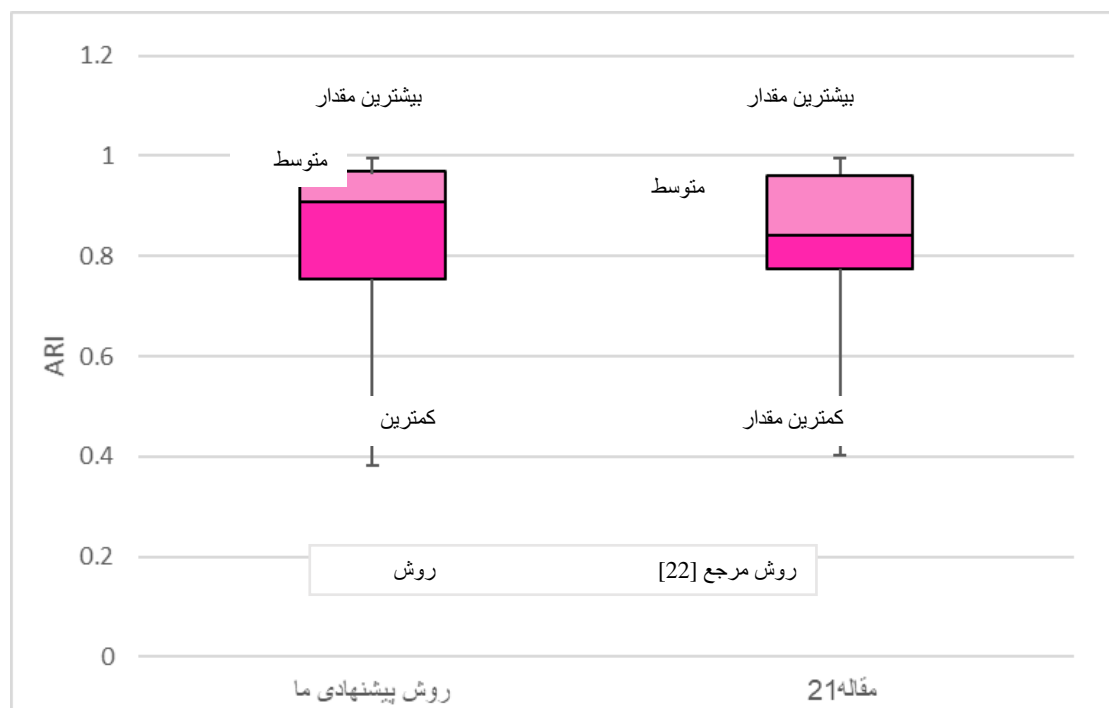 1.2
بیشترین مقدار
بیشترین مقدار
1
متوسط
متوسط
0.8
ARI
0.6
کمترین
کمترین مقدار
0.4
0.2
روش
روش مرجع [22]
0
روش پیشنهادی ما
مقاله21